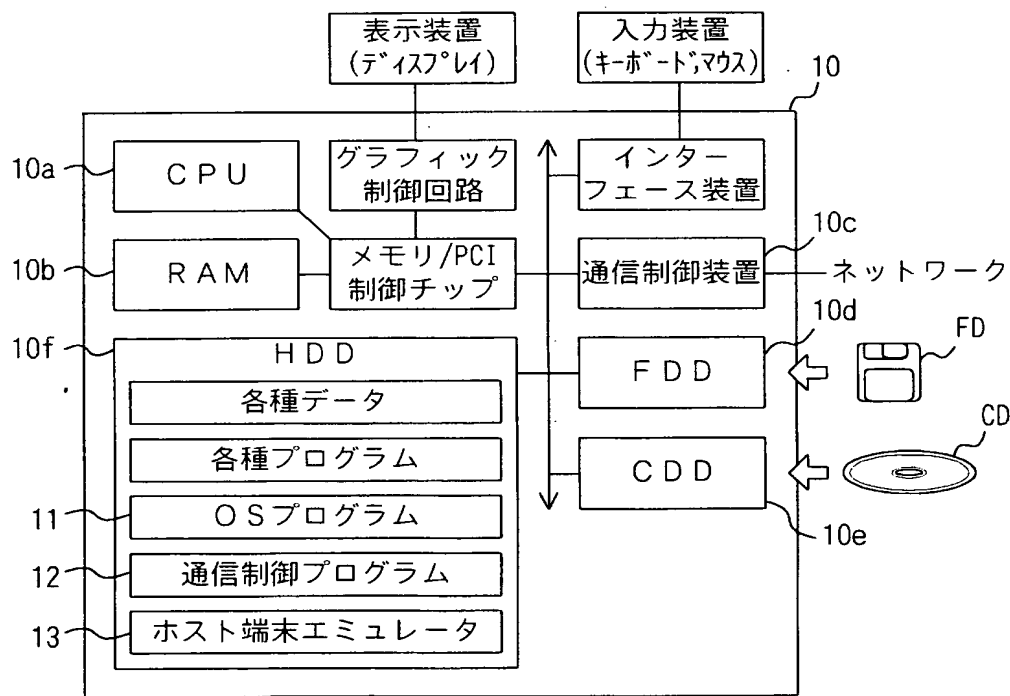 表示装置
(ディスプレイ)
入力装置
(キーボード,マウス)
10
10a
CPU
グラフィック
制御回路
インター
フェース装置
10b
RAM
メモリ/PCI
制御チップ
10c
通信制御装置
ネットワーク
10f
HDD
10d
FDD
FD
各種データ
各種プログラム
CDD
CD
10e
11
OSプログラム
12
通信制御プログラム
13
ホスト端末エミュレータ